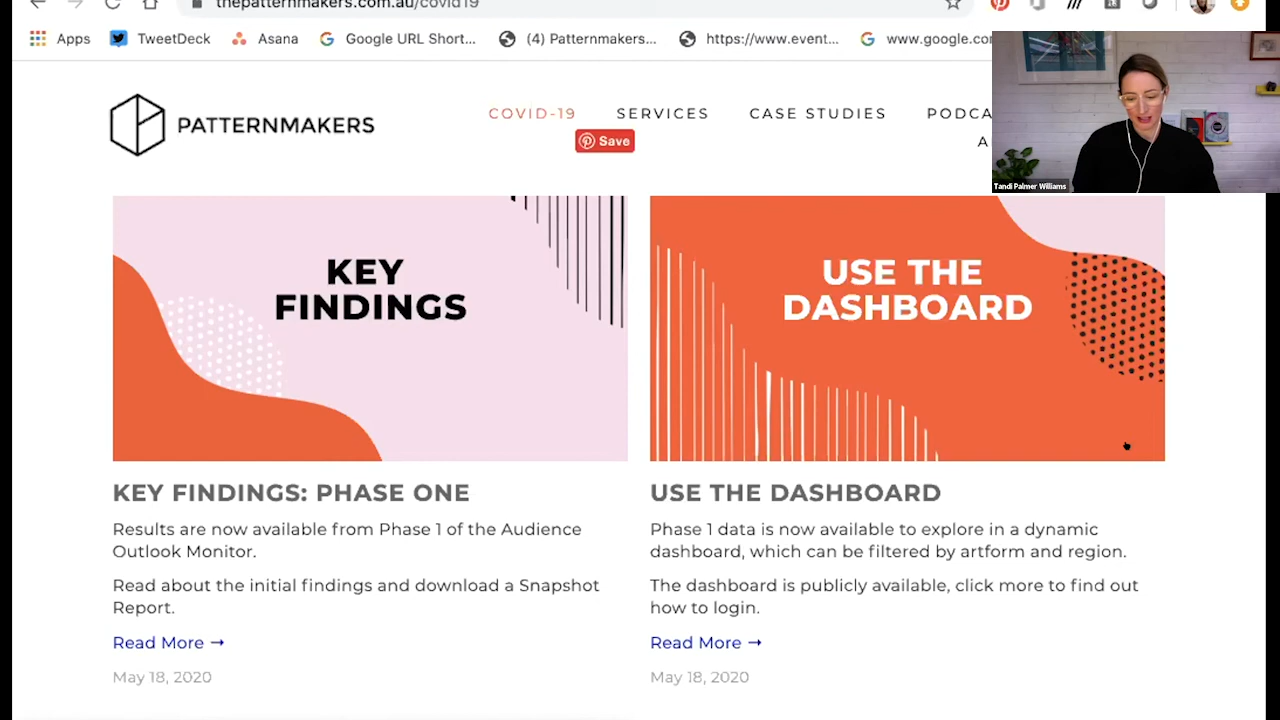 thepatternmakers.com.au/covid19
Apps
TweetDeck
Asana
Google URL Short...
(4) Patternmakers...
https://www.event...
www.google.com
PATTERNMAKERS
COVID-19
SERVICES
CASE STUDIES
PODCA
Save
A
Tandi Palmer Williams
KEY
FINDINGS
USE THE
DASHBOARD
KEY FINDINGS: PHASE ONE
Results are now available from Phase 1 of the Audience
Outlook Monitor.
Read about the initial findings and download a Snapshot
Report.
Read More →
May 18, 2020
USE THE DASHBOARD
Phase 1 data is now available to explore in a dynamic
dashboard, which can be filtered by artform and region.
The dashboard is publicly available, click more to find out
how to login.
Read More →
May 18, 2020